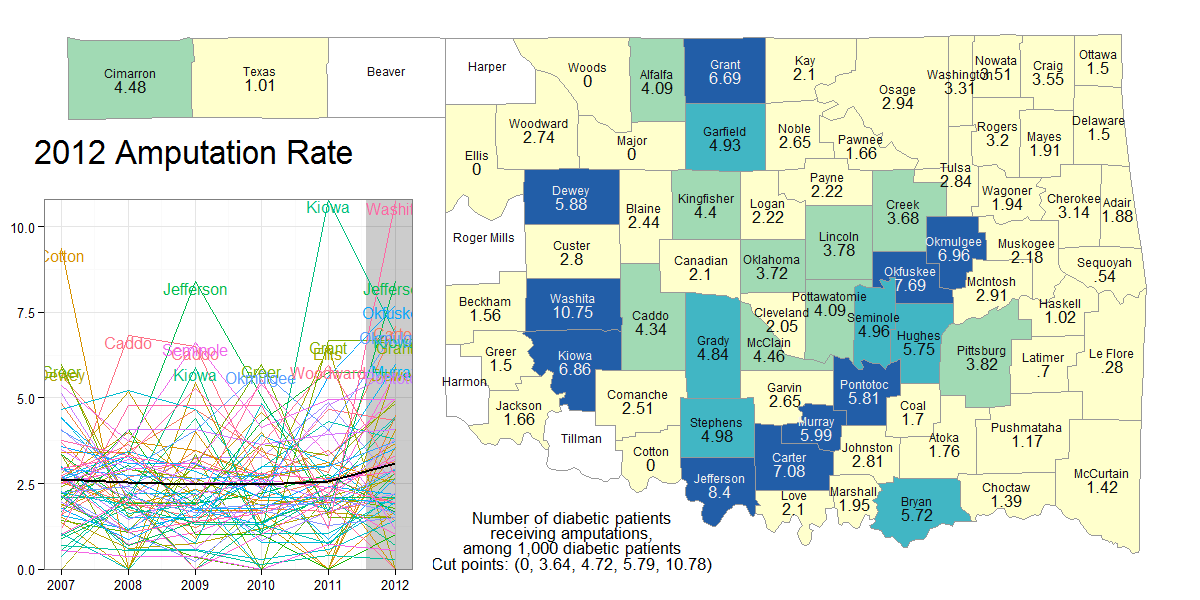 Cimarron
4.48
Texas
1.01
Beaver
Harper
Woods
0
Alfalfa
4.09
Grant
6.69
Kay
2.1
Osage
2.94
Washington
3.31
Nowata
3.51
Craig
3.55
Ottawa
1.5
2012 Amputation Rate
Ellis
0
Woodward
2.74
Major
0
Garfield
4.93
Noble
2.65
Pawnee
1.66
Rogers
3.2
Mayes
1.91
Delaware
1.5
Dewey
5.88
Blaine
2.44
Kingfisher
4.4
Logan
2.22
Payne
2.22
Creek
3.68
Tulsa
2.84
Wagoner
1.94
Cherokee
3.14
Adair
1.88
Roger Mills
Custer
2.8
Canadian
2.1
Oklahoma
3.72
Lincoln
3.78
Okmulgee
6.96
Muskogee
2.18
Sequoyah
.54
Beckham
1.56
Washita
10.75
Caddo
4.34
Grady
4.84
Cleveland
2.05
McClain
4.46
Pottawatomie
4.09
Seminole
4.96
Okfuskee
7.69
Hughes
5.75
McIntosh
2.91
Haskell
1.02
Pittsburg
3.82
Latimer
.7
Le Flore
.28
Greer
1.5
Kiowa
6.86
Harmon
Jackson
1.66
Tillman
Comanche
2.51
Cotton
0
Stephens
4.98
Jefferson
8.4
Garvin
2.65
Murray
5.99
Carter
7.08
Love
2.1
Pontotoc
5.81
Johnston
2.81
Marshall
1.95
Coal
1.7
Atoka
1.76
Bryan
5.72
Pushmataha
1.17
Choctaw
1.39
McCurtain
1.42
10.0
7.5
5.0
2.5
0.0
Cotton
Greer
Caddo
Jefferson
Seminole
Kiowa
Greer
Okmulgee
Kiowa
Grant
Woodward
Washit
Jeffers
Okfusk
2007
2008
2009
2010
2011
2012
Number of diabetic patients
receiving amputations,
among 1,000 diabetic patients
Cut points: (0, 3.64, 4.72, 5.79, 10.78)